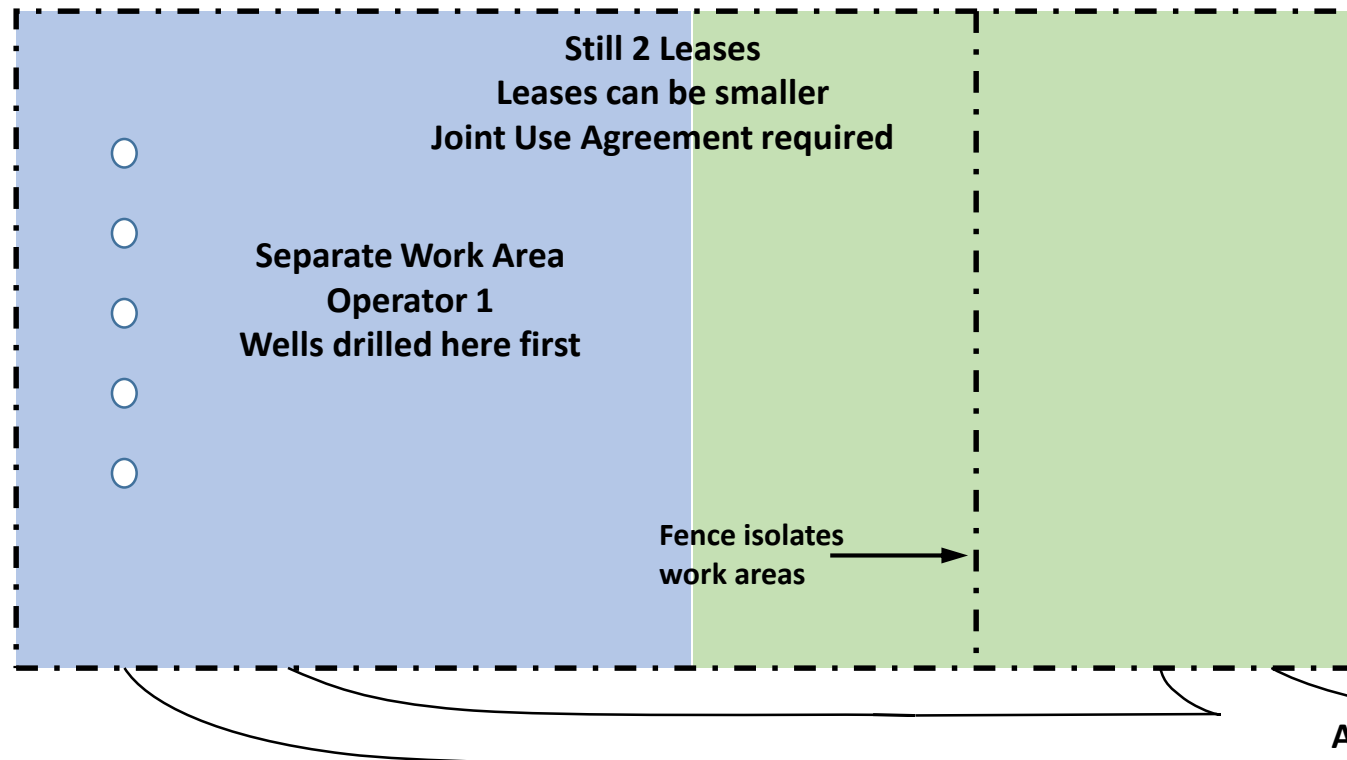 Still 2 Leases
Leases can be smaller
Joint Use Agreement required
Separate Work Area
Operator 1
Wells drilled here first
Fence isolates
work areas
A